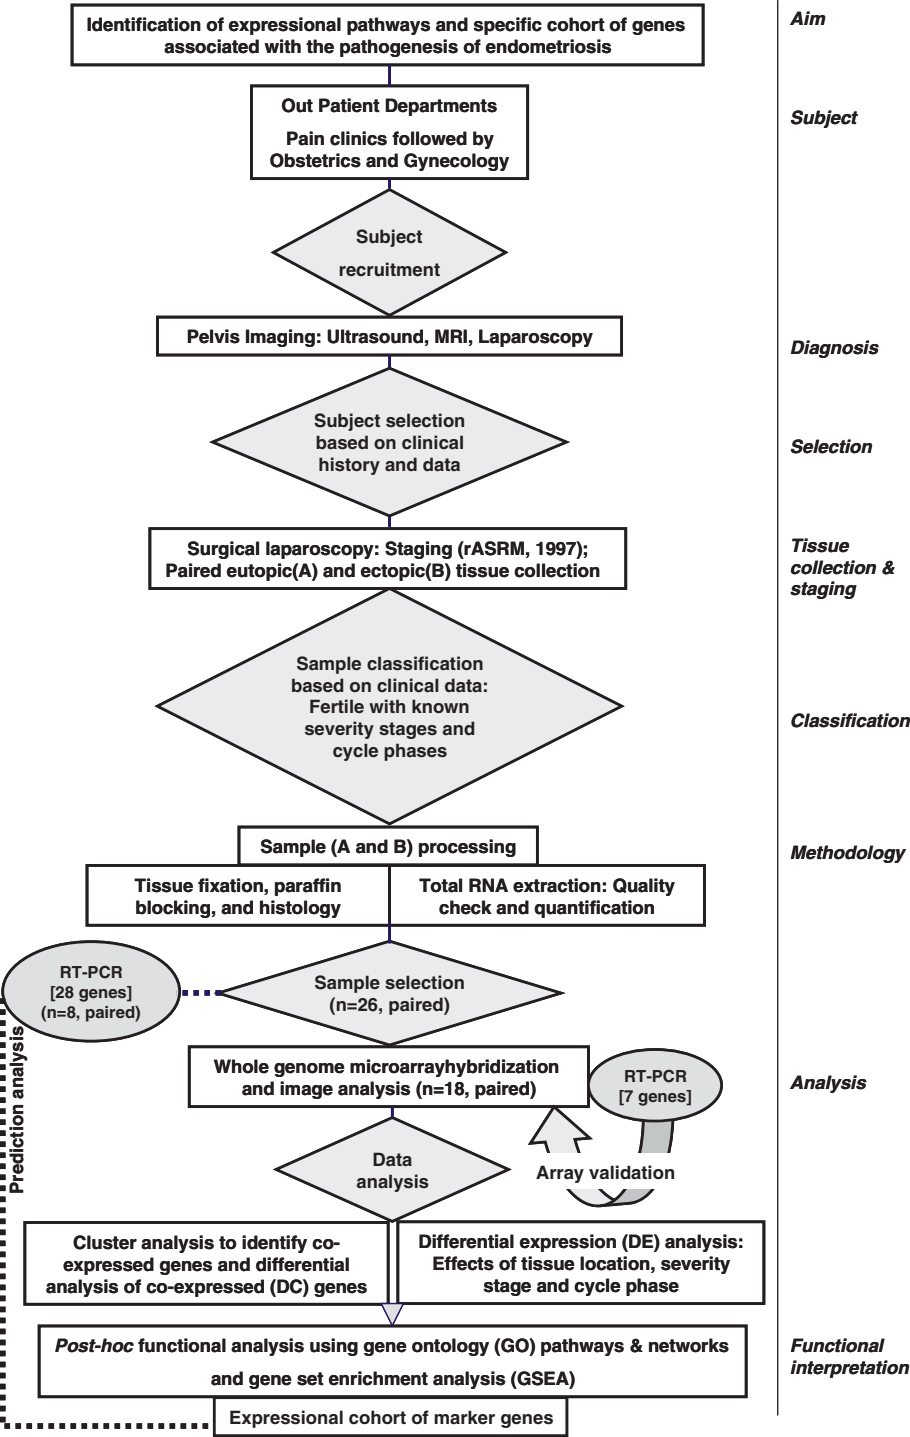 Identification of expressional pathways and specific cohort of genes
associated with the pathogenesis of endometriosis
Aim
Out Patient Departments
Pain clinics followed by
Obstetrics and Gynecology
Subject
Subject
recruitment
Pelvis Imaging: Ultrasound, MRI, Laparoscopy
Diagnosis
Subject selection
based on clinical
history and data
Selection
Surgical laparoscopy: Staging (rASRM, 1997);
Paired eutopic(A) and ectopic(B) tissue collection
Tissue
collection &
staging
Sample classification
based on clinical data:
Fertile with known
severity stages and
cycle phases
Classification
Sample (A and B) processing
Methodology
Tissue fixation, paraffin
blocking, and histology
Total RNA extraction: Quality
check and quantification
RT-PCR
[28 genes]
(n=8, paired)
Sample selection
(n=26, paired)
Prediction analysis
Whole genome microarrayhybridization
and image analysis (n=18, paired)
RT-PCR
[7 genes]
Analysis
Array validation
Data
analysis
Cluster analysis to identify co-
expressed genes and differential
analysis of co-expressed (DC) genes
Differential expression (DE) analysis:
Effects of tissue location, severity
stage and cycle phase
Post-hoc functional analysis using gene ontology (GO) pathways & networks
and gene set enrichment analysis (GSEA)
Functional
interpretation
Expressional cohort of marker genes